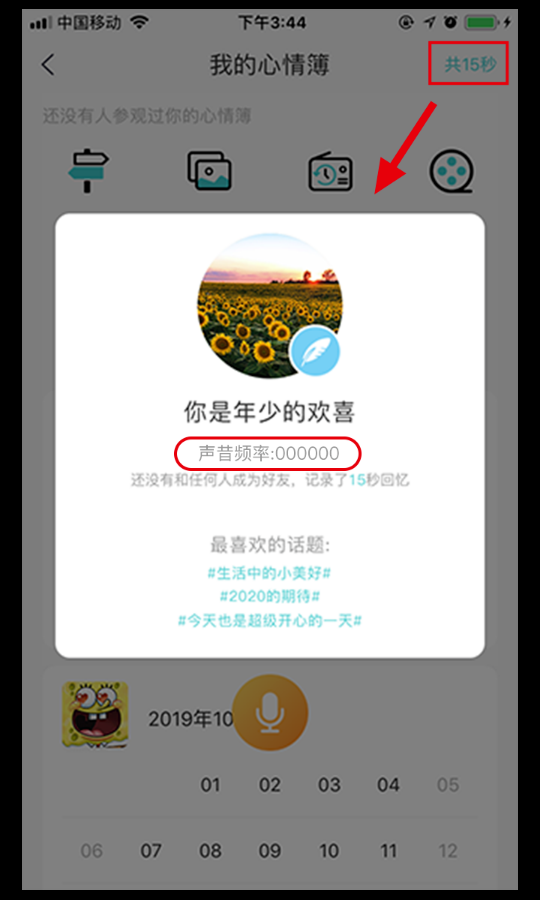 中国移动 下午3:44
我的心情簿 共15秒
还没有人参观过你的心情簿
你是年少的欢喜
声昔频率:000000
还没有和任何人成为好友，记录了15秒回忆
最喜欢的话题:
#生活中的小美好#
#2020的期待#
#今天也是超级开心的一天#
2019年10
01 02 03 04 05
06 07 08 09 10 11 12